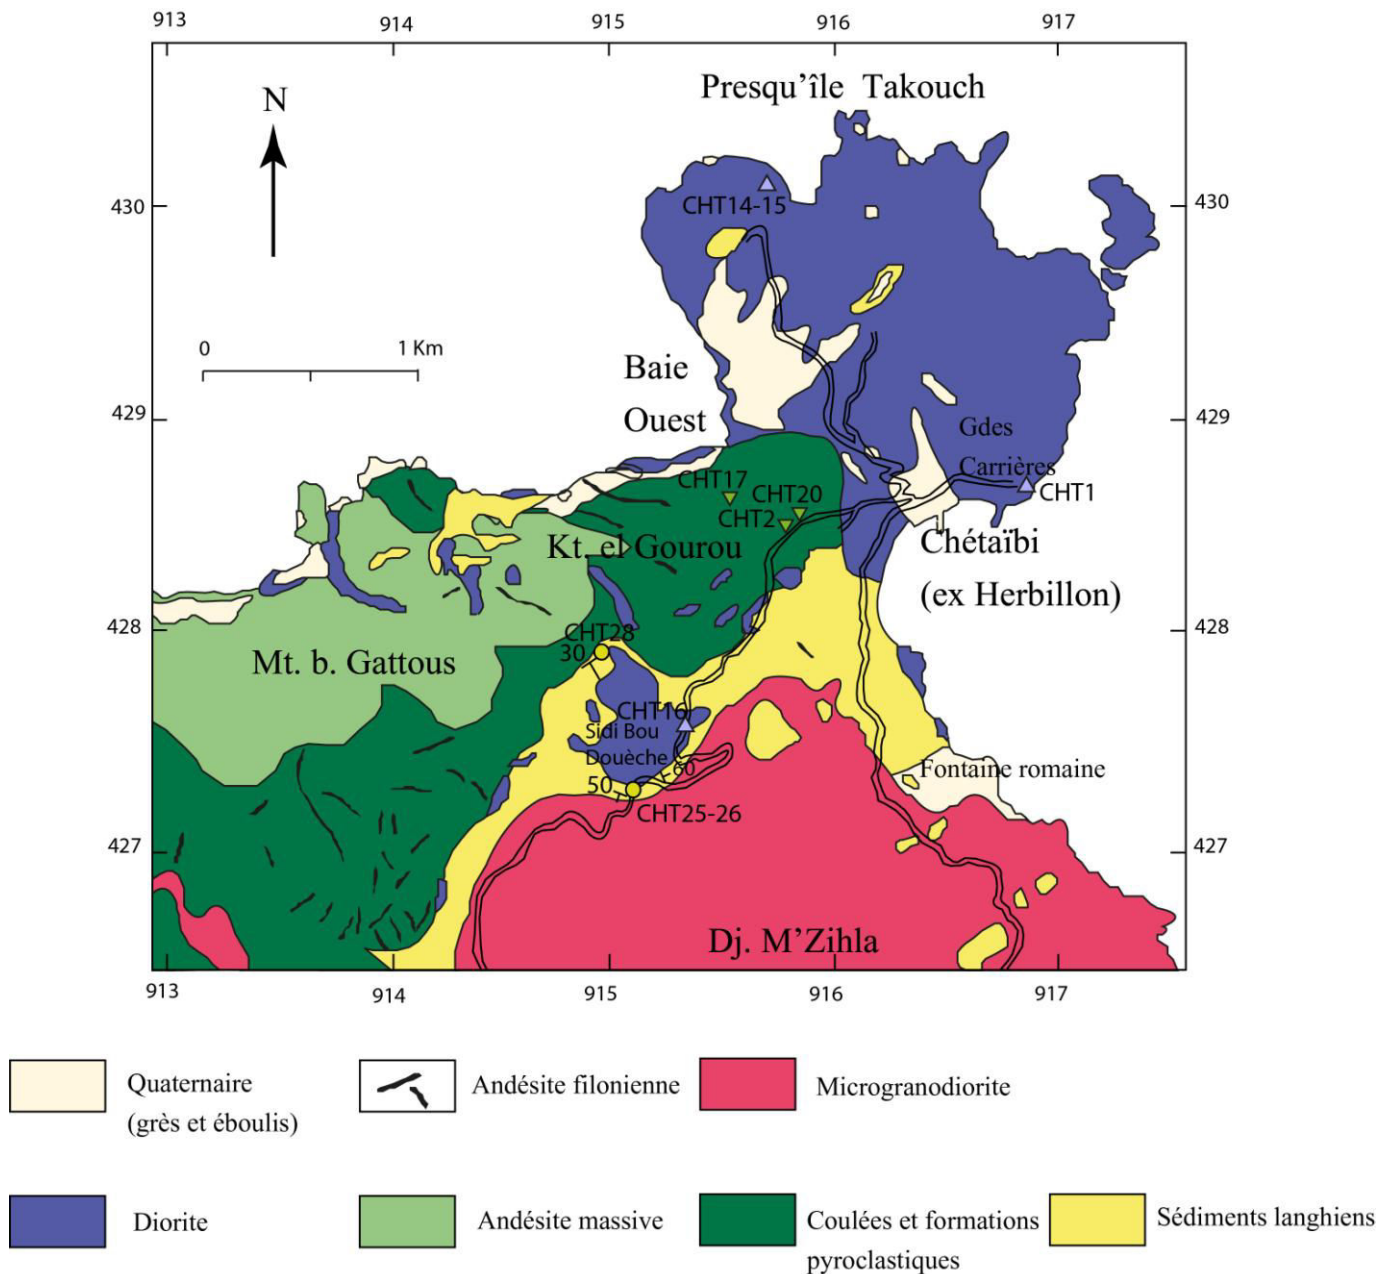 913 914 915 916 917
Presqu'île Takouch
N
CHT14-15
430 430
0 1 Km
Baie
Ouest
429 429
Gdes
Carrières
CHT17
CHT20
CHT1
CHT2
Kt. el Gourou
Chétaïbi
(ex Herbillon)
428 428
CHT28
30
Mt. b. Gattous
CHT16
Sidi Bou
Douèche
60
Fontaine romaine
50
CHT25-26
427 427
Dj. M'Zihla
913 914 915 916 917
Quaternaire
(grès et éboulis)
Andésite filonienne
Microgranodiorite
Diorite
Andésite massive
Coulées et formations
pyroclastiques
Sédiments langhiens